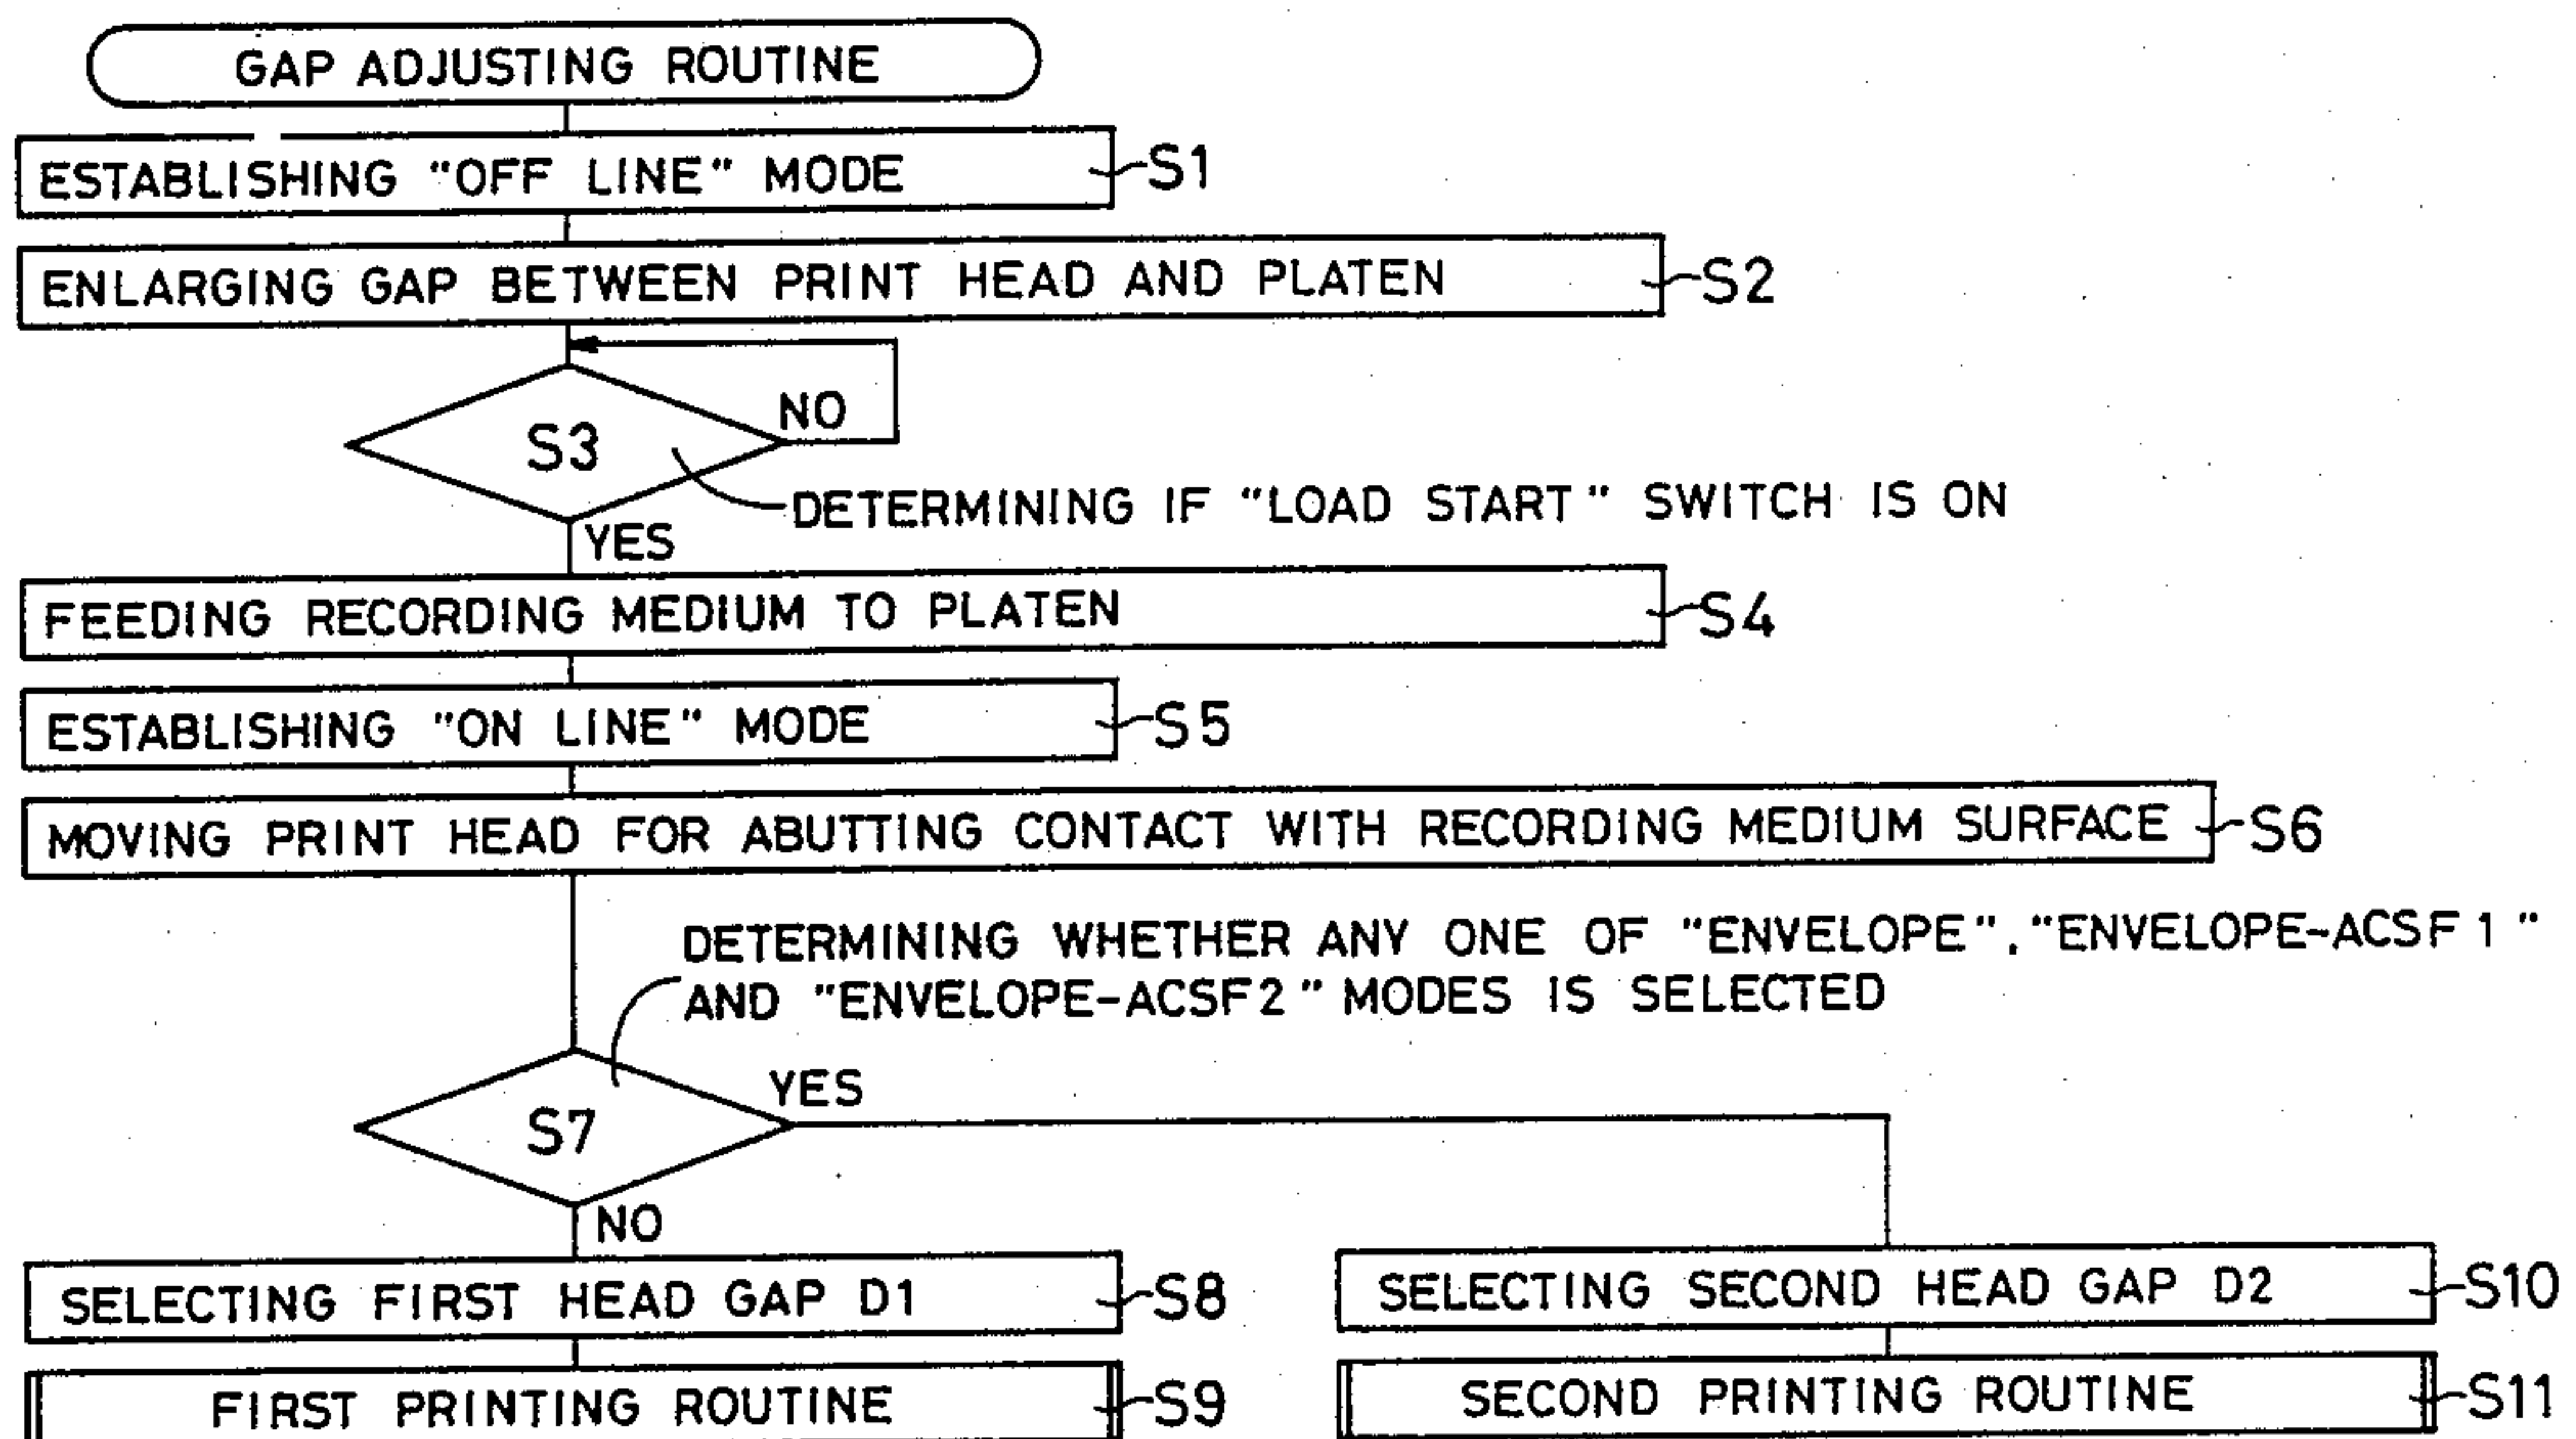 GAP ADJUSTING ROUTINE
ESTABLISHING "OFF LINE" MODE S1
ENLARGING GAP BETWEEN PRINT HEAD AND PLATEN S2
NO
S3
DETERMINING IF "LOAD START" SWITCH IS ON
YES
FEEDING RECORDING MEDIUM TO PLATEN S4
ESTABLISHING "ON LINE" MODE S5
MOVING PRINT HEAD FOR ABUTTING CONTACT WITH RECORDING MEDIUM SURFACE S6
DETERMINING WHETHER ANY ONE OF "ENVELOPE", "ENVELOPE-ACSF1"
AND "ENVELOPE-ACSF2" MODES IS SELECTED
YES
S7
NO
SELECTING FIRST HEAD GAP D1 S8
SELECTING SECOND HEAD GAP D2 S10
FIRST PRINTING ROUTINE S9
SECOND PRINTING ROUTINE S11